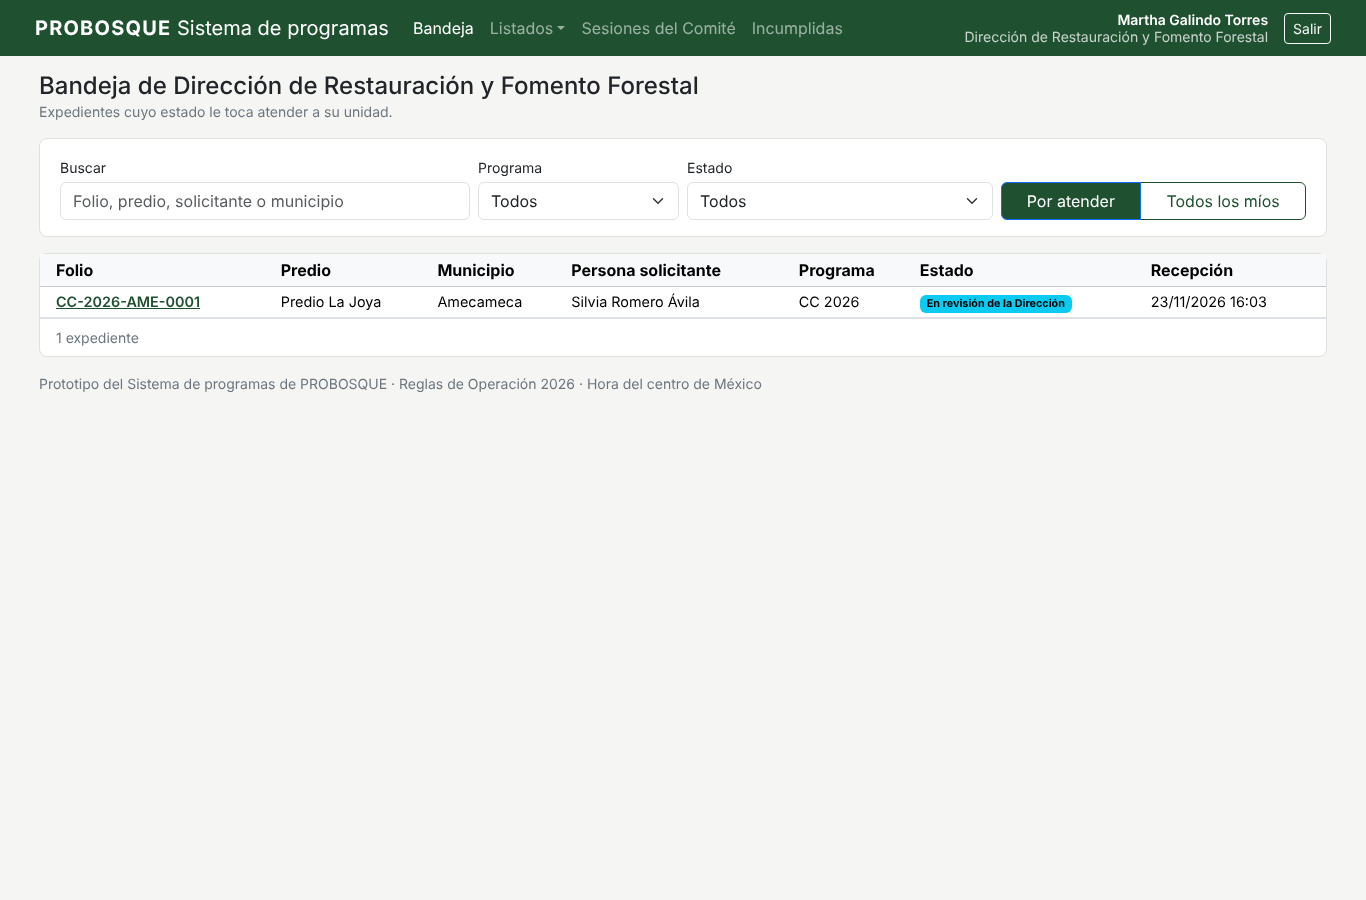 PROBOSQUE Sistema de programas Bandeja Listados Sesiones del Comité Incumplidas
Martha Galindo Torres
Dirección de Restauración y Fomento Forestal
Salir
Bandeja de Dirección de Restauración y Fomento Forestal
Expedientes cuyo estado le toca atender a su unidad.
Buscar Programa Estado
Folio, predio, solicitante o municipio Todos Todos Por atender Todos los míos
Folio Predio Municipio Persona solicitante Programa Estado Recepción
CC-2026-AME-0001 Predio La Joya Amecameca Silvia Romero Ávila CC 2026 En revisión de la Dirección 23/11/2026 16:03
1 expediente
Prototipo del Sistema de programas de PROBOSQUE · Reglas de Operación 2026 · Hora del centro de México